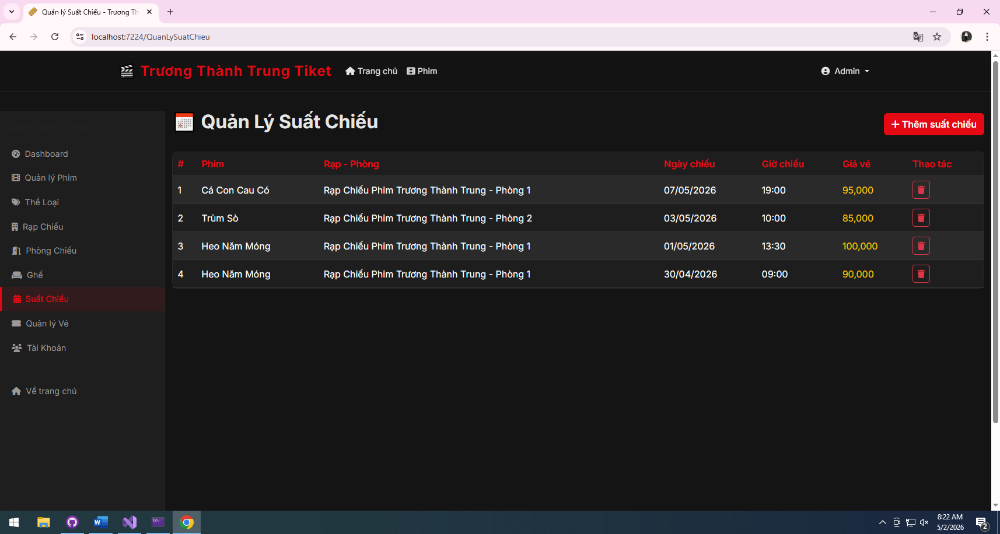 Quản lý Suất Chiếu - Trương Th
localhost:7224/QuanLySuatChieu
Trương Thành Trung Tiket
Trang chủ
Phim
Admin
QUẢN TRỊ HỆ THỐNG
Dashboard
Quản lý Phim
Thể Loại
Rạp Chiếu
Phòng Chiếu
Ghế
Suất Chiếu
Quản lý Vé
Tài Khoản
Về trang chủ
Quản Lý Suất Chiếu
+ Thêm suất chiếu
# Phim Rạp - Phòng Ngày chiếu Giờ chiếu Giá vé Thao tác
1 Cá Con Cau Có Rạp Chiếu Phim Trương Thành Trung - Phòng 1 07/05/2026 19:00 95,000
2 Trùm Sò Rạp Chiếu Phim Trương Thành Trung - Phòng 2 03/05/2026 10:00 85,000
3 Heo Năm Móng Rạp Chiếu Phim Trương Thành Trung - Phòng 1 01/05/2026 13:30 100,000
4 Heo Năm Móng Rạp Chiếu Phim Trương Thành Trung - Phòng 1 30/04/2026 09:00 90,000
8:22 AM
5/2/2026
2